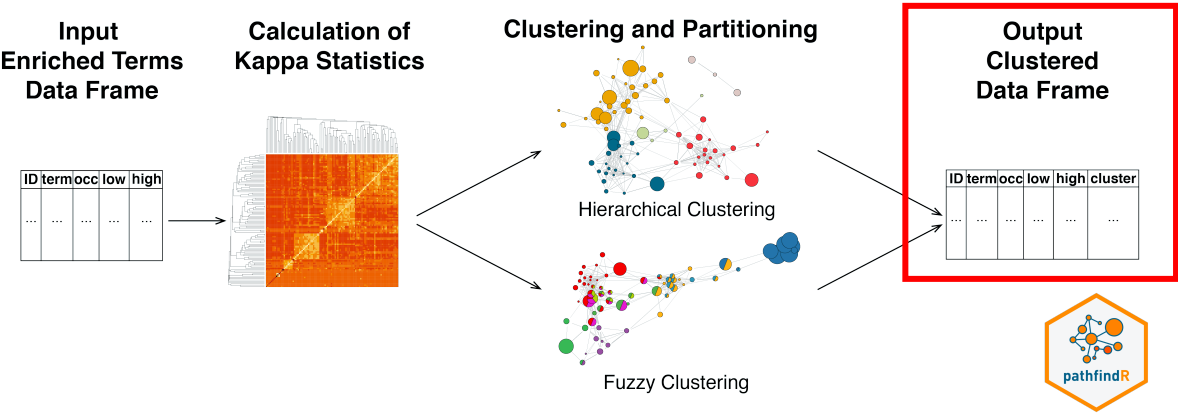 Input
Enriched Terms
Data Frame
Calculation of
Kappa Statistics
Clustering and Partitioning
Output
Clustered
Data Frame
ID term occ low high
... ... ... ... ...
Hierarchical Clustering
Fuzzy Clustering
ID term occ low high cluster
... ... ... ... ... ...
pathfindR